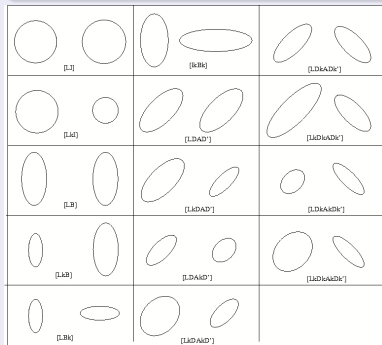 [LI]
[lkBk]
[LDkADk']
[LkI]
[LDAD']
[LkDkADk']
[LB]
[LkDAD']
[LDkAkDk']
[LkB]
[LDAkD']
[LkDkAkDk']
[LBk]
[LkDAkD']